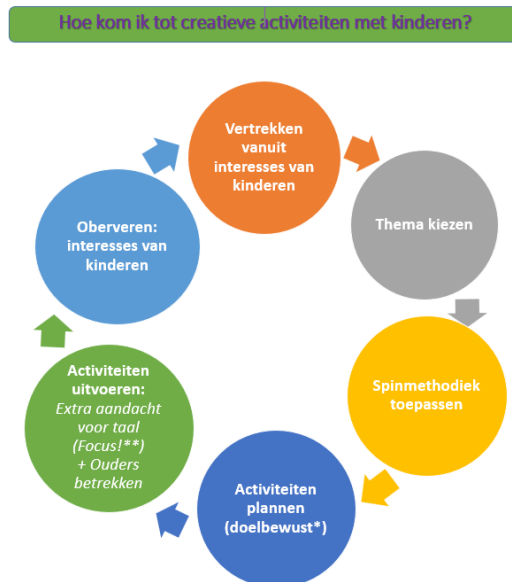 Hoe kom ik tot creatieve activiteiten met kinderen?
Vertrekken
vanuit
interesses van
kinderen
Thema kiezen
Spinmethodiek
toepassen
Activiteiten
plannen
(doelbewust*)
Activiteiten
uitvoeren:
Extra aandacht
voor taal
(Focus!**)
+ Ouders
betrekken
Oberveren:
interesses van
kinderen